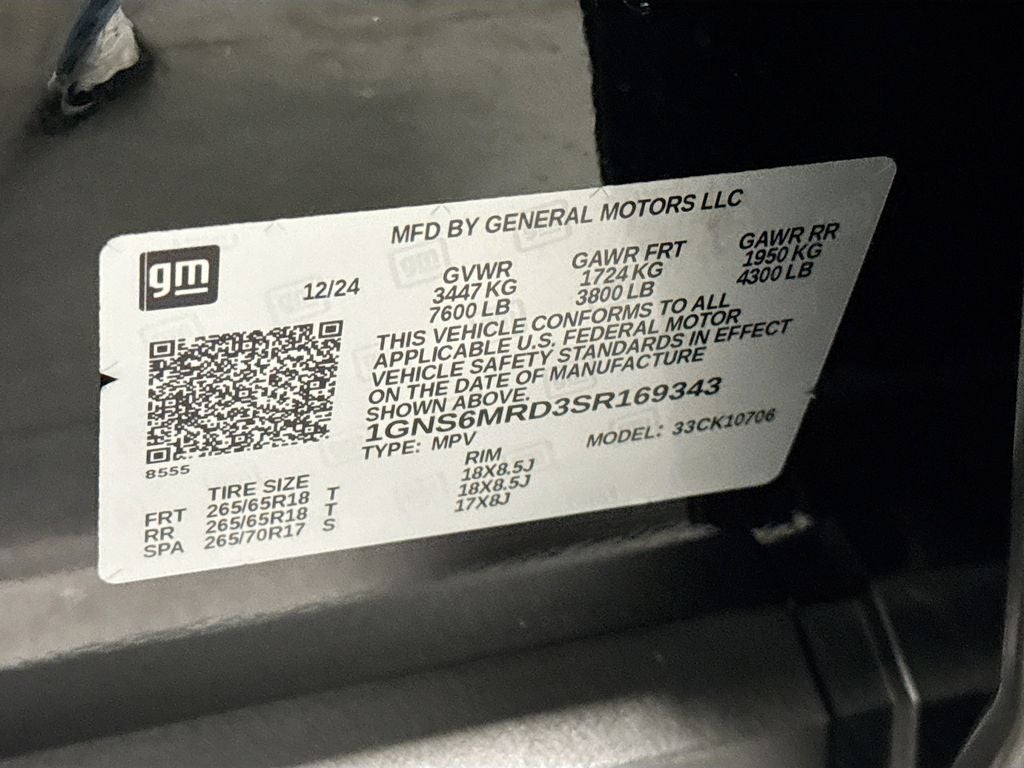 MFD BY GENERAL MOTORS LLC
gm
12/24
GVWR
3447 KG
7600 LB
GAWR FRT
1724 KG
3800 LB
GAWR RR
1950 KG
4300 LB
THIS VEHICLE CONFORMS TO ALL
APPLICABLE U.S. FEDERAL MOTOR
VEHICLE SAFETY STANDARDS IN EFFECT
ON THE DATE OF MANUFACTURE
SHOWN ABOVE.
1GNS6MRD3SR169343
TYPE: MPV
MODEL: 33CK10706
8555
TIRE SIZE
RIM
FRT 265/65R18 T 18X8.5J
RR 265/65R18 T 18X8.5J
SPA 265/70R17 S 17X8J